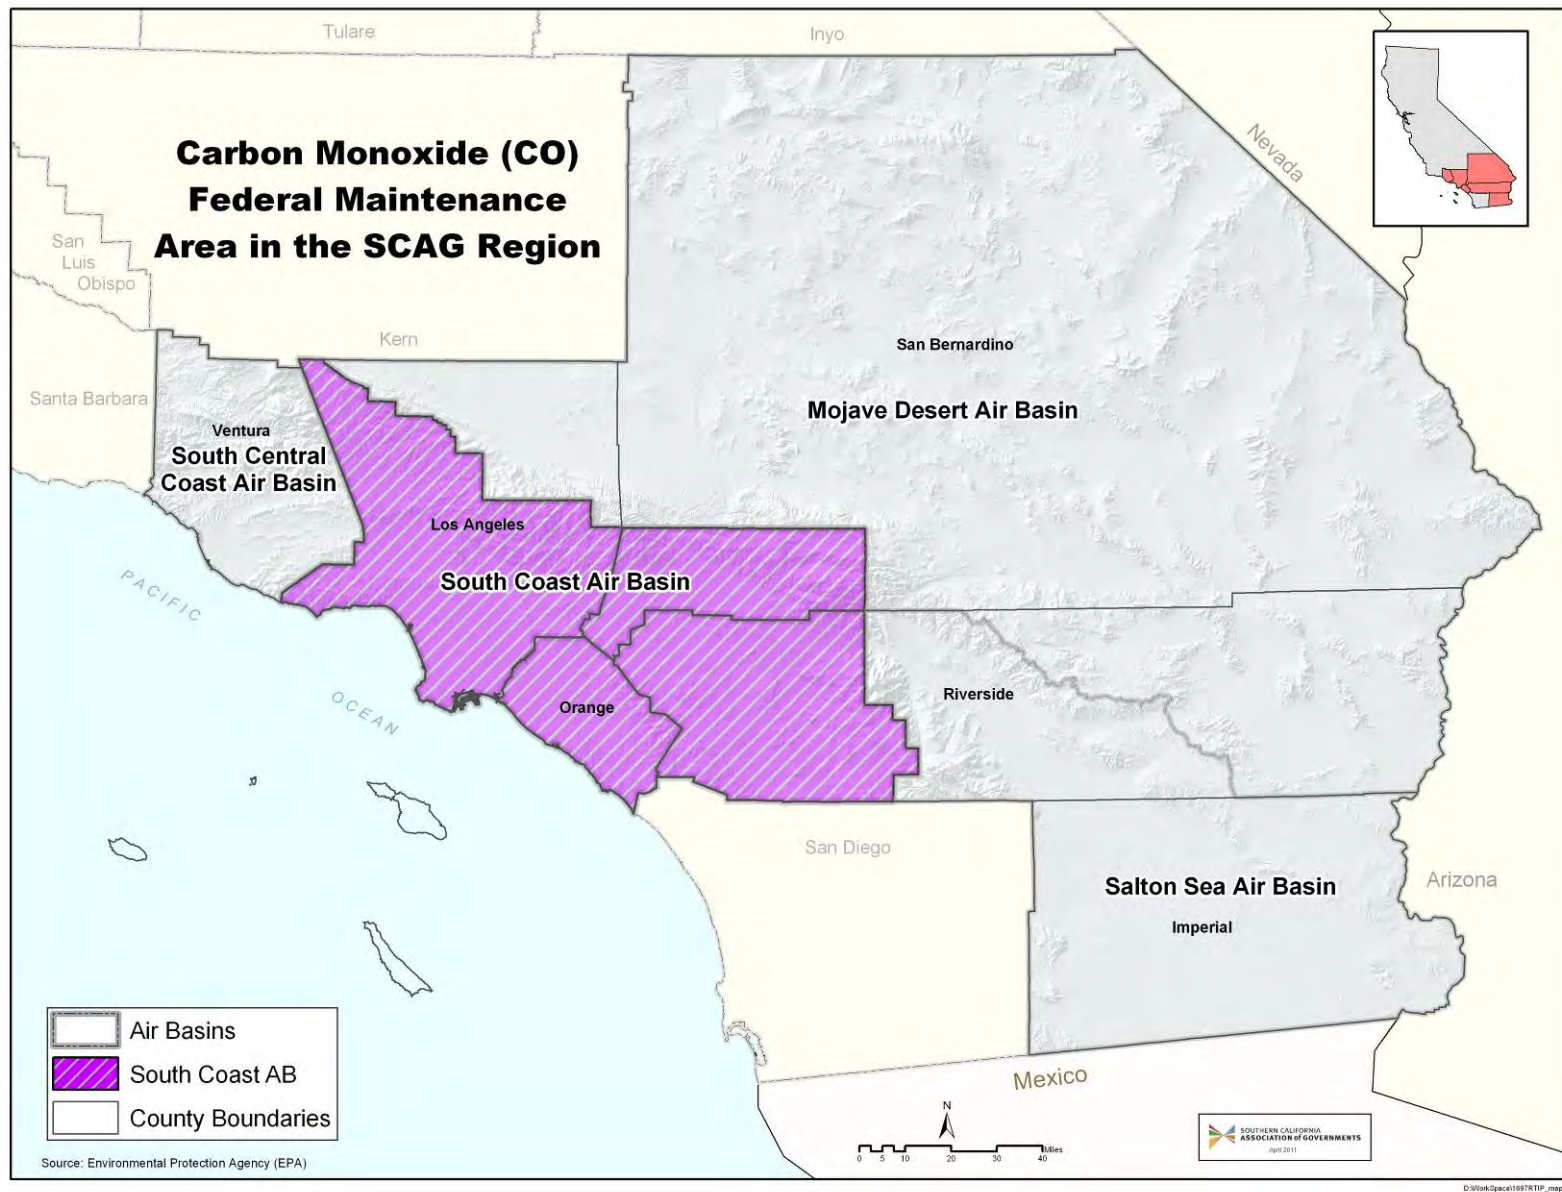 Tulare
Inyo
Carbon Monoxide (CO)
Federal Maintenance
Area in the SCAG Region
Nevada
San
Luis
Obispo
Kern
San Bernardino
Santa Barbara
Mojave Desert Air Basin
Ventura
South Central
Coast Air Basin
Los Angeles
South Coast Air Basin
PACIFIC
OCEAN
Orange
Riverside
San Diego
Salton Sea Air Basin
Arizona
Imperial
Air Basins
South Coast AB
County Boundaries
Mexico
N
Miles
0 5 10 20 30 40
SOUTHERN CALIFORNIA
ASSOCIATION of GOVERNMENTS
April 2011
Source: Environmental Protection Agency (EPA)
D:\WorkSpace\1697RTIP_map